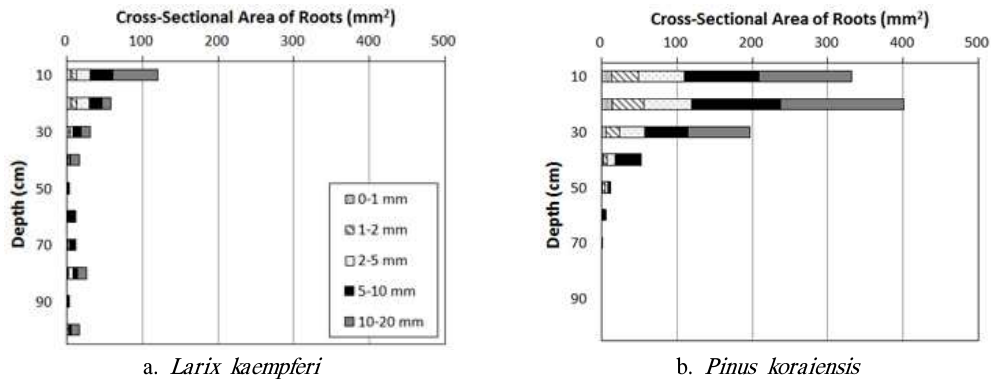 Cross-Sectional Area of Roots (mm²)
0 100 200 300 400 500
10
30
50
70
90
Depth (cm)
0-1 mm
1-2 mm
2-5 mm
5-10 mm
10-20 mm
a. Larix kaempferi
Cross-Sectional Area of Roots (mm²)
0 100 200 300 400 500
10
20
30
40
50
60
70
90
Depth (cm)
b. Pinus koraiensis